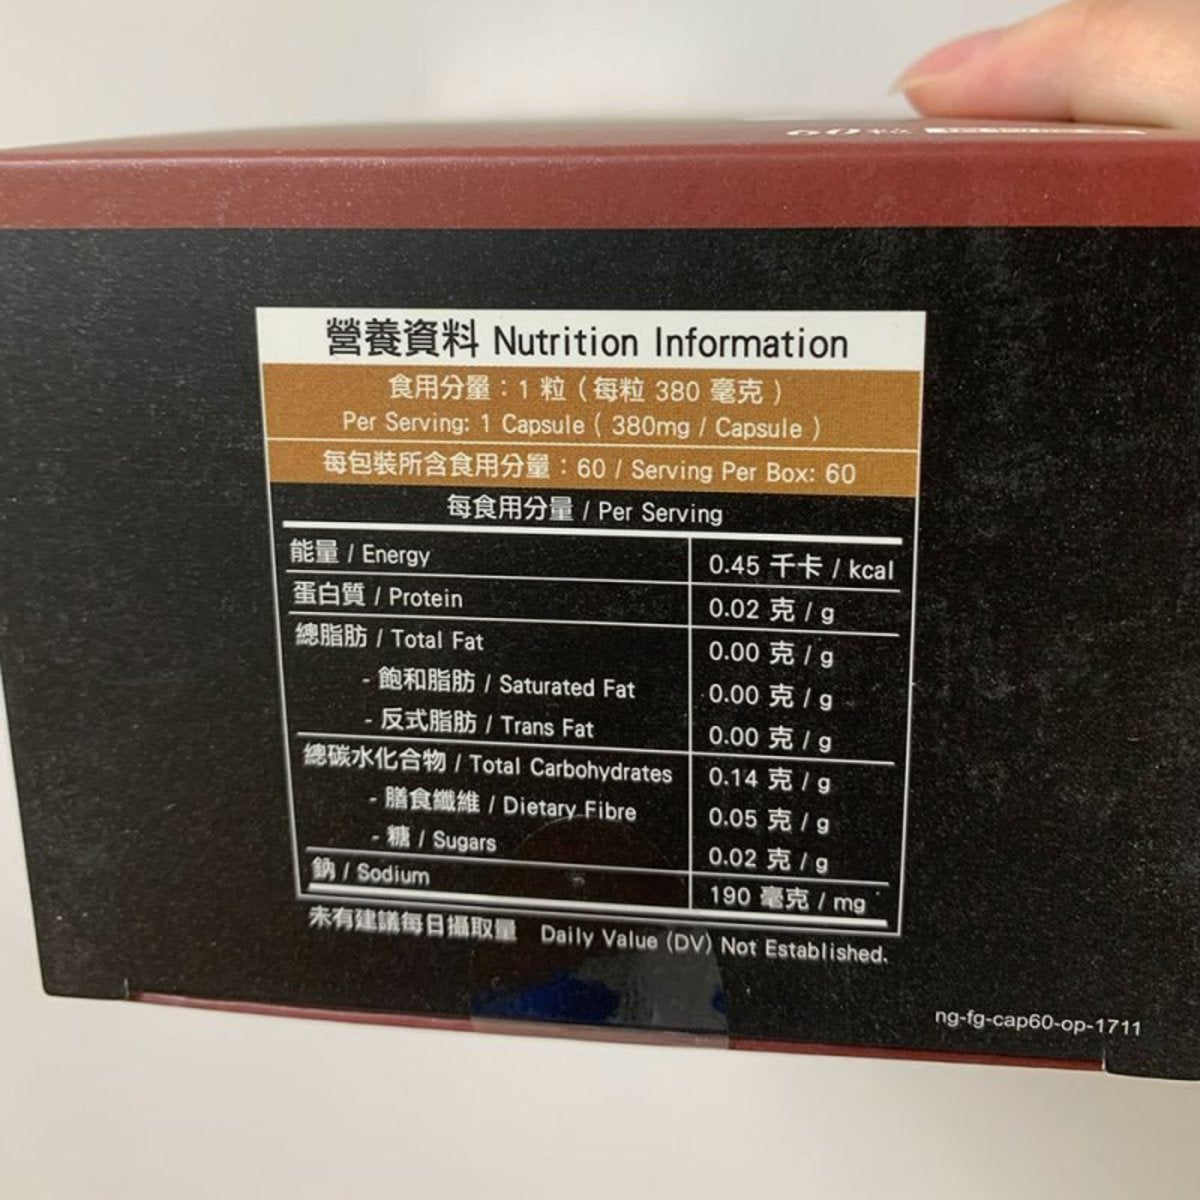 60粒
營養資料 Nutrition Information
食用分量：1 粒（每粒 380 毫克）
Per Serving: 1 Capsule ( 380mg / Capsule )
每包裝所含食用分量：60 / Serving Per Box: 60
每食用分量 / Per Serving
能量 / Energy 0.45 千卡 / kcal
蛋白質 / Protein 0.02 克 / g
總脂肪 / Total Fat 0.00 克 / g
- 飽和脂肪 / Saturated Fat 0.00 克 / g
- 反式脂肪 / Trans Fat 0.00 克 / g
總碳水化合物 / Total Carbohydrates 0.14 克 / g
- 膳食纖維 / Dietary Fibre 0.05 克 / g
- 糖 / Sugars 0.02 克 / g
鈉 / Sodium 190 毫克 / mg
未有建議每日攝取量 Daily Value (DV) Not Established.
ng-fg-cap60-op-1711